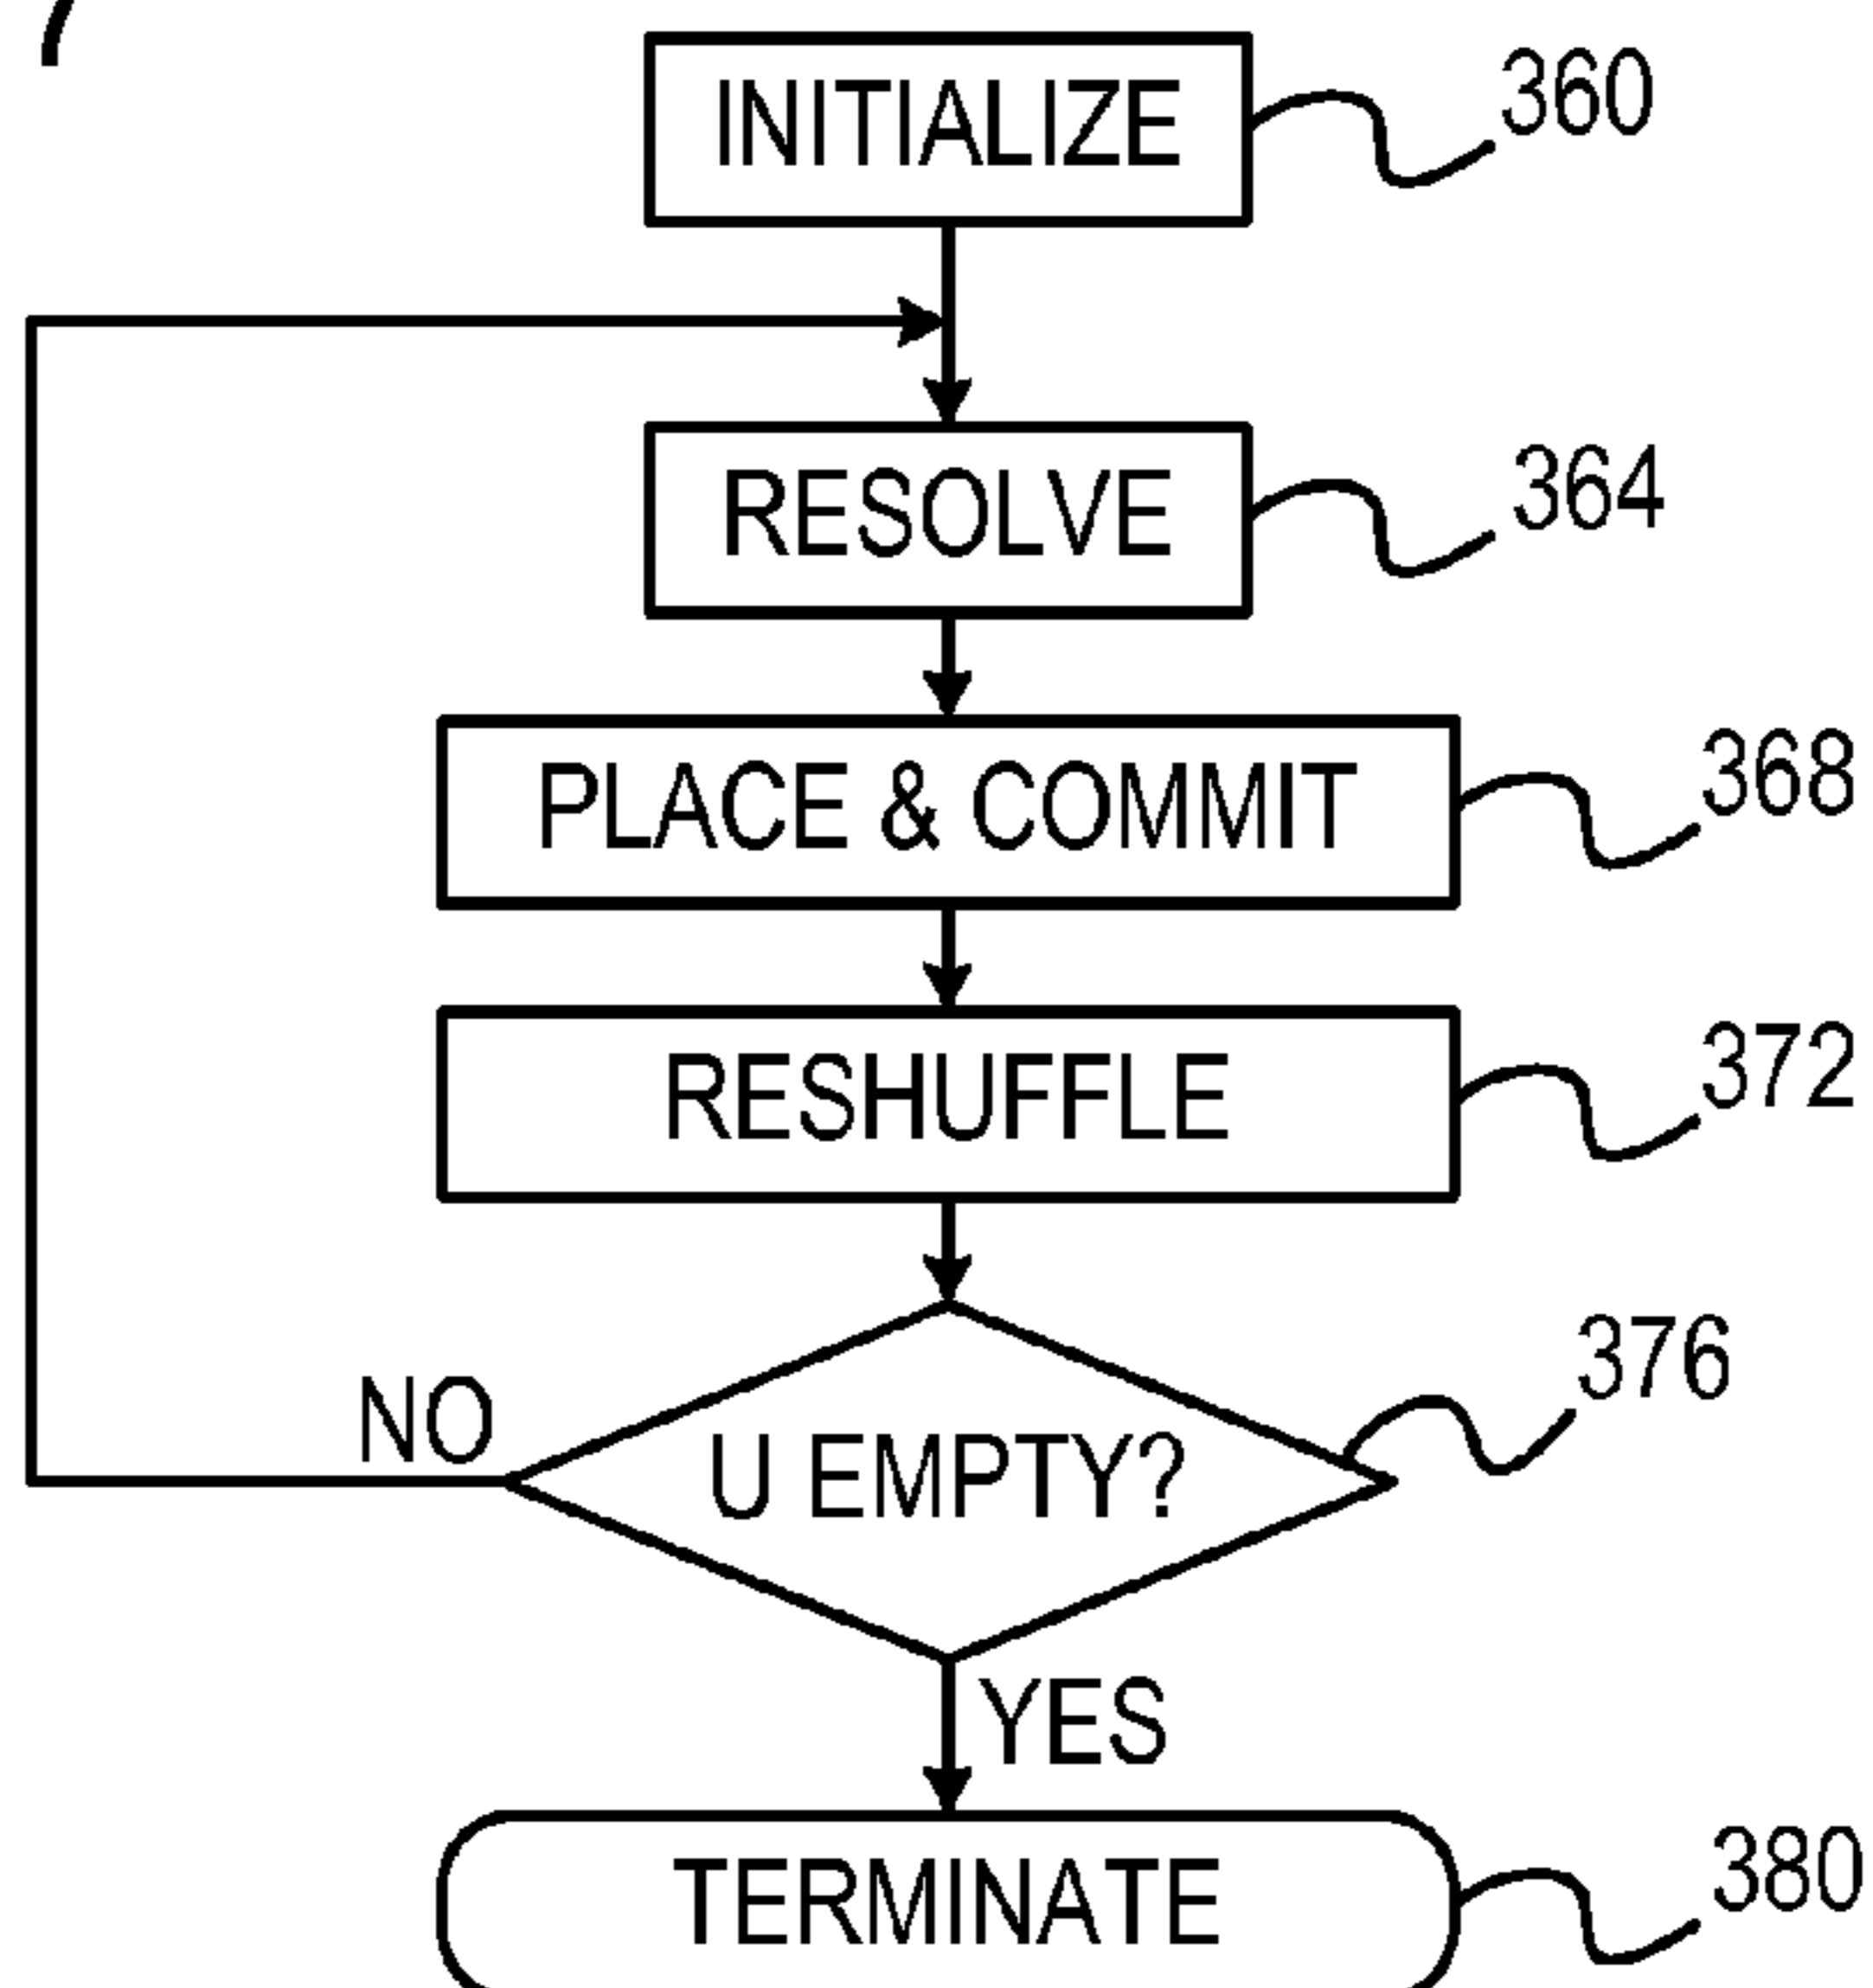 INITIALIZE
360
RESOLVE
364
PLACE & COMMIT
368
RESHUFFLE
372
376
NO
U EMPTY?
YES
TERMINATE
380